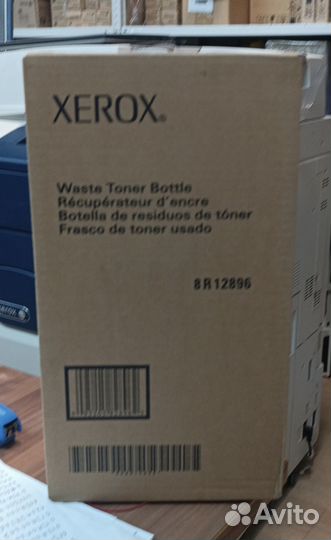 XEROX®
Waste Toner Bottle
Récupérateur d'encre
Botella de residuos de tóner
Frasco de toner usado
8R12896
Avito